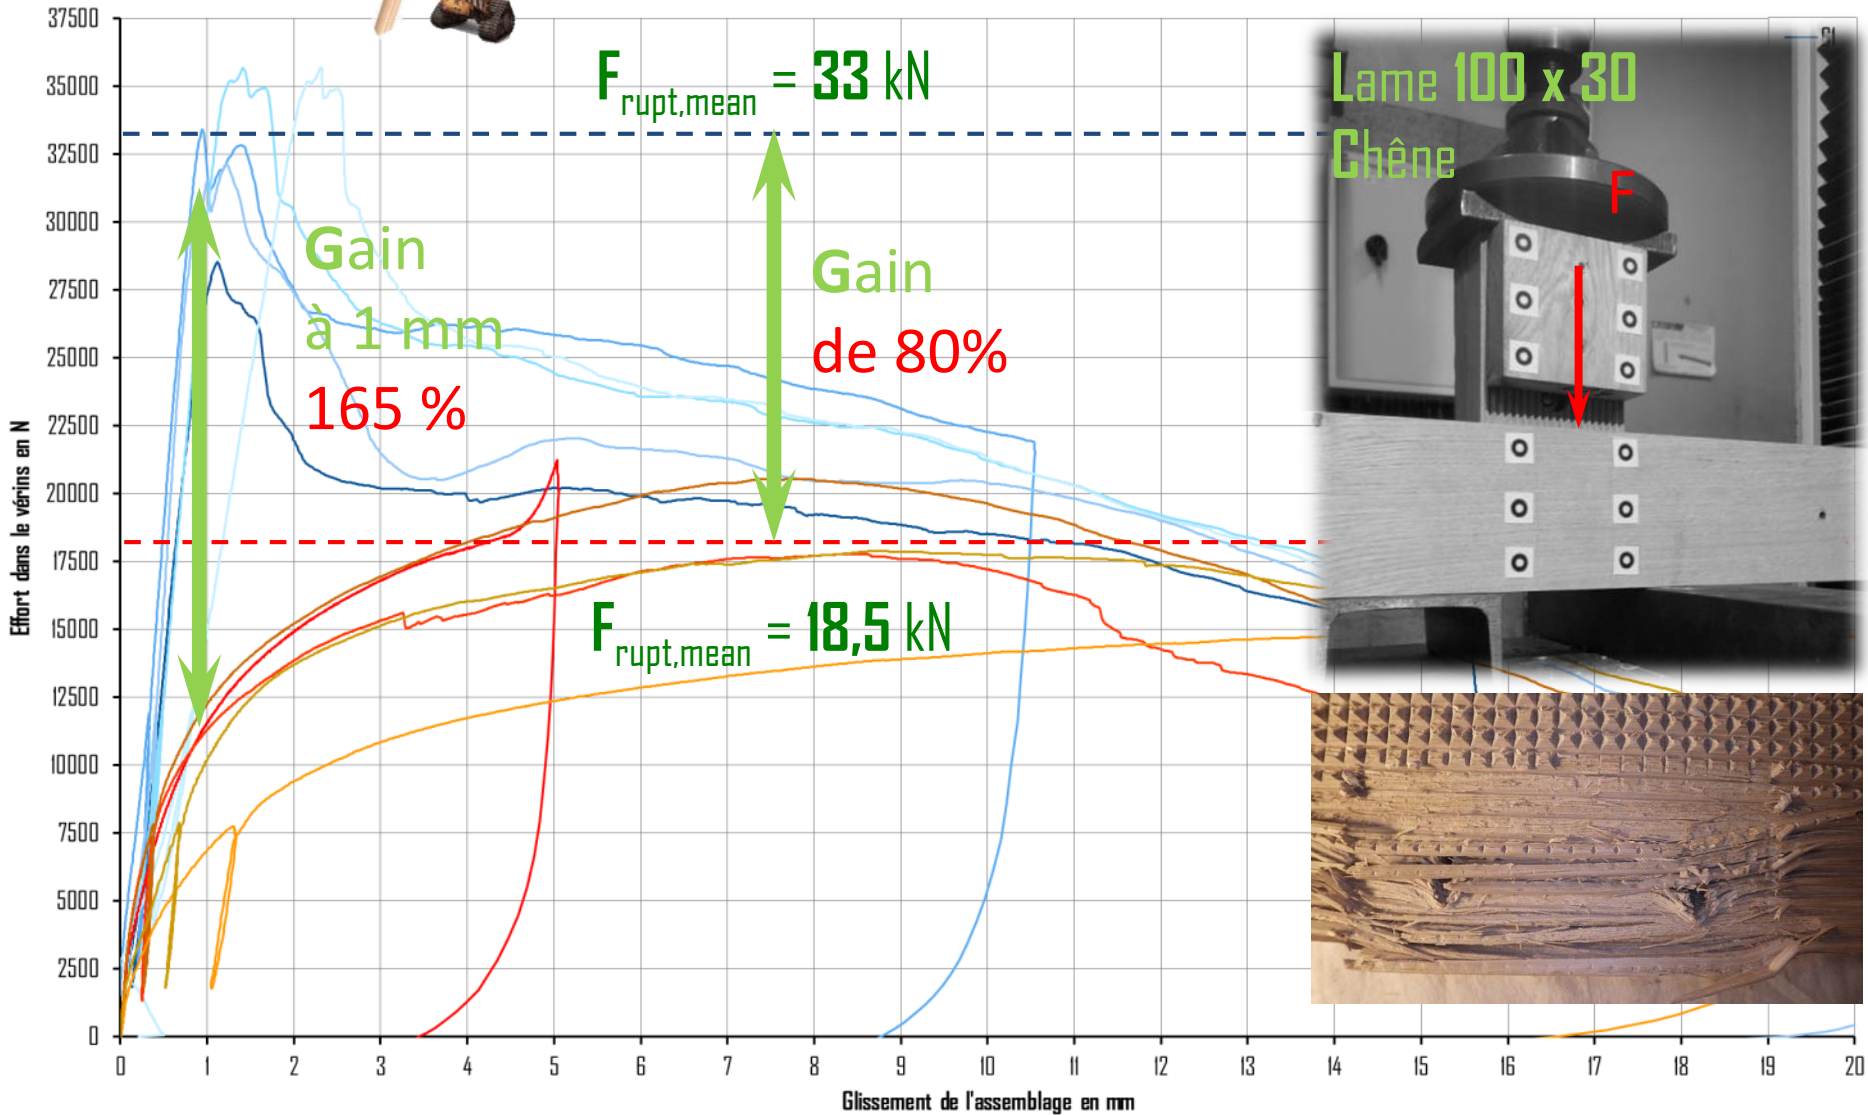 37500
35000
32500
30000
27500
25000
22500
20000
17500
15000
12500
10000
7500
5000
2500
0
Effort dans le vérins en N
F rupt,mean = 33 kN
Lame 100 x 30
Chêne
F
Gain
à 1 mm
165 %
Gain
de 80%
F rupt,mean = 18,5 kN
0 1 2 3 4 5 6 7 8 9 10 11 12 13 14 15 16 17 18 19 20
Glissement de l'assemblage en mm